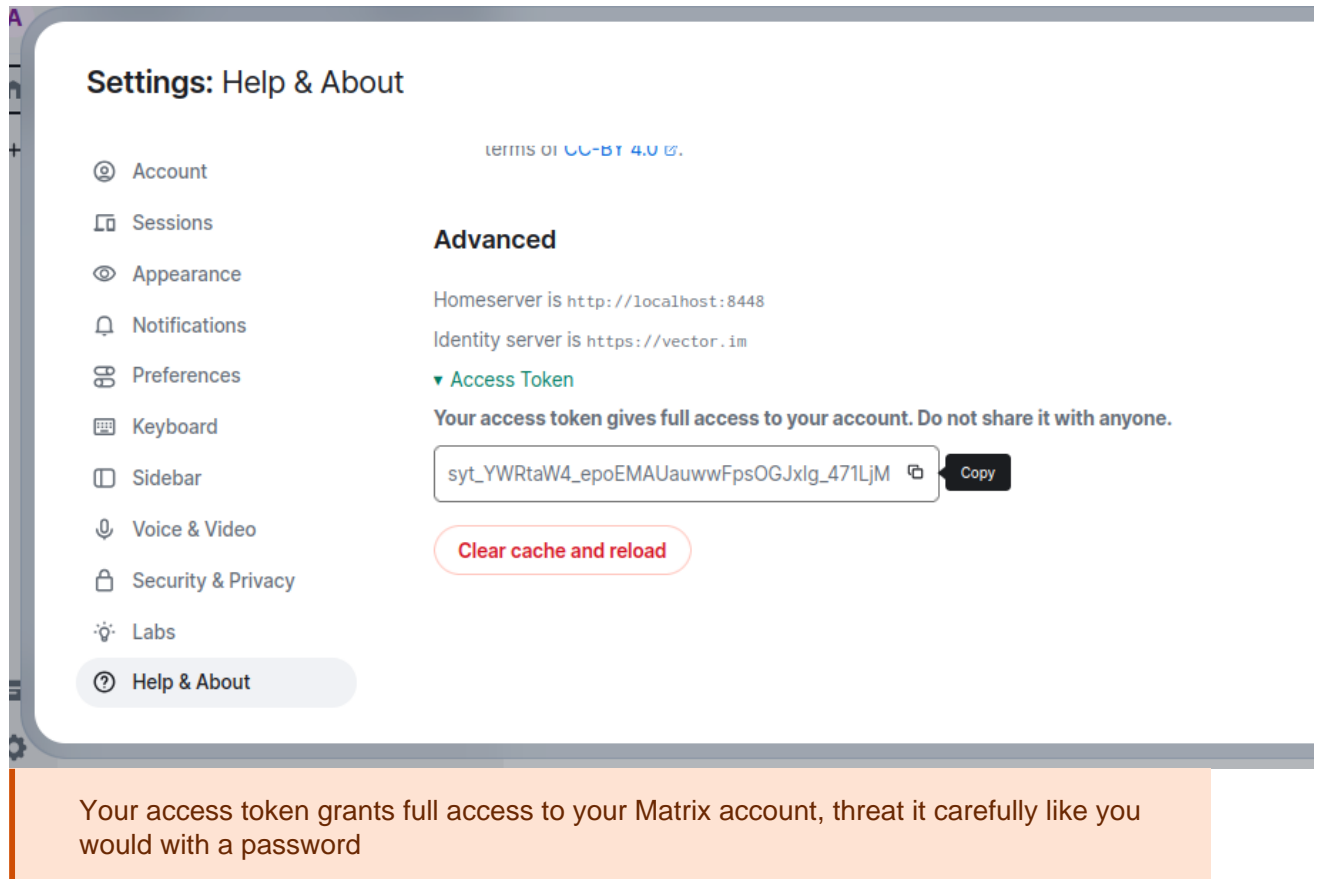 A
Settings: Help & About
terms of CC-BY 4.0.
Account
Sessions
Appearance
Notifications
Preferences
Keyboard
Sidebar
Voice & Video
Security & Privacy
Labs
Help & About
Advanced
Homeserver is http://localhost:8448
Identity server is https://vector.im
▾ Access Token
Your access token gives full access to your account. Do not share it with anyone.
syt_YWRtaW4_epoEMAUauwwFpsOGJxIg_471LjM
Copy
Clear cache and reload
Your access token grants full access to your Matrix account, threat it carefully like you
would with a password